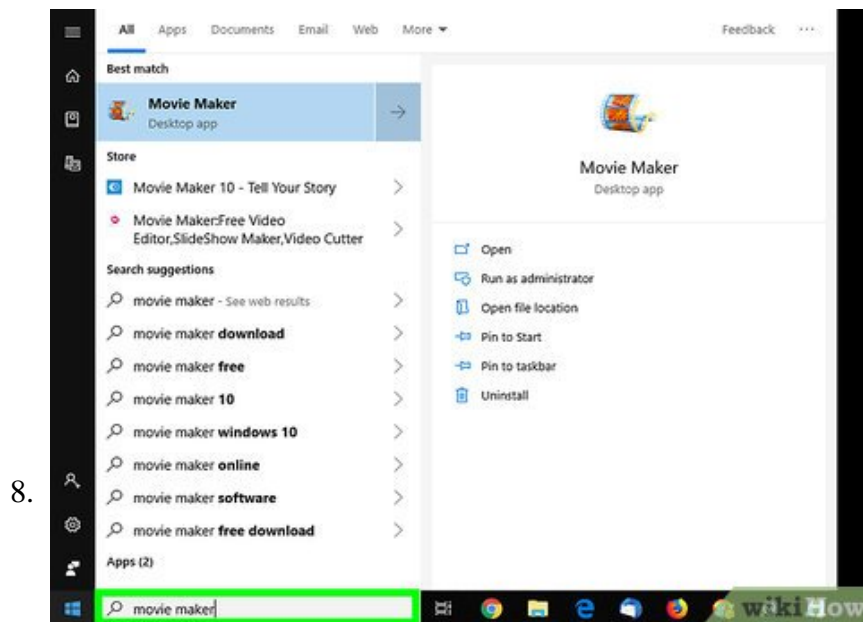 All Apps Documents Email Web More Feedback ...
Best match
Movie Maker
Desktop app
Store
Movie Maker 10 - Tell Your Story
Movie Maker:Free Video
Editor,SlideShow Maker,Video Cutter
Search suggestions
movie maker - See web results
movie maker download
movie maker free
movie maker 10
movie maker windows 10
movie maker online
movie maker software
movie maker free download
Apps (2)
movie maker
Movie Maker
Desktop app
Open
Run as administrator
Open file location
Pin to Start
Pin to taskbar
Uninstall
8.
wikiHow